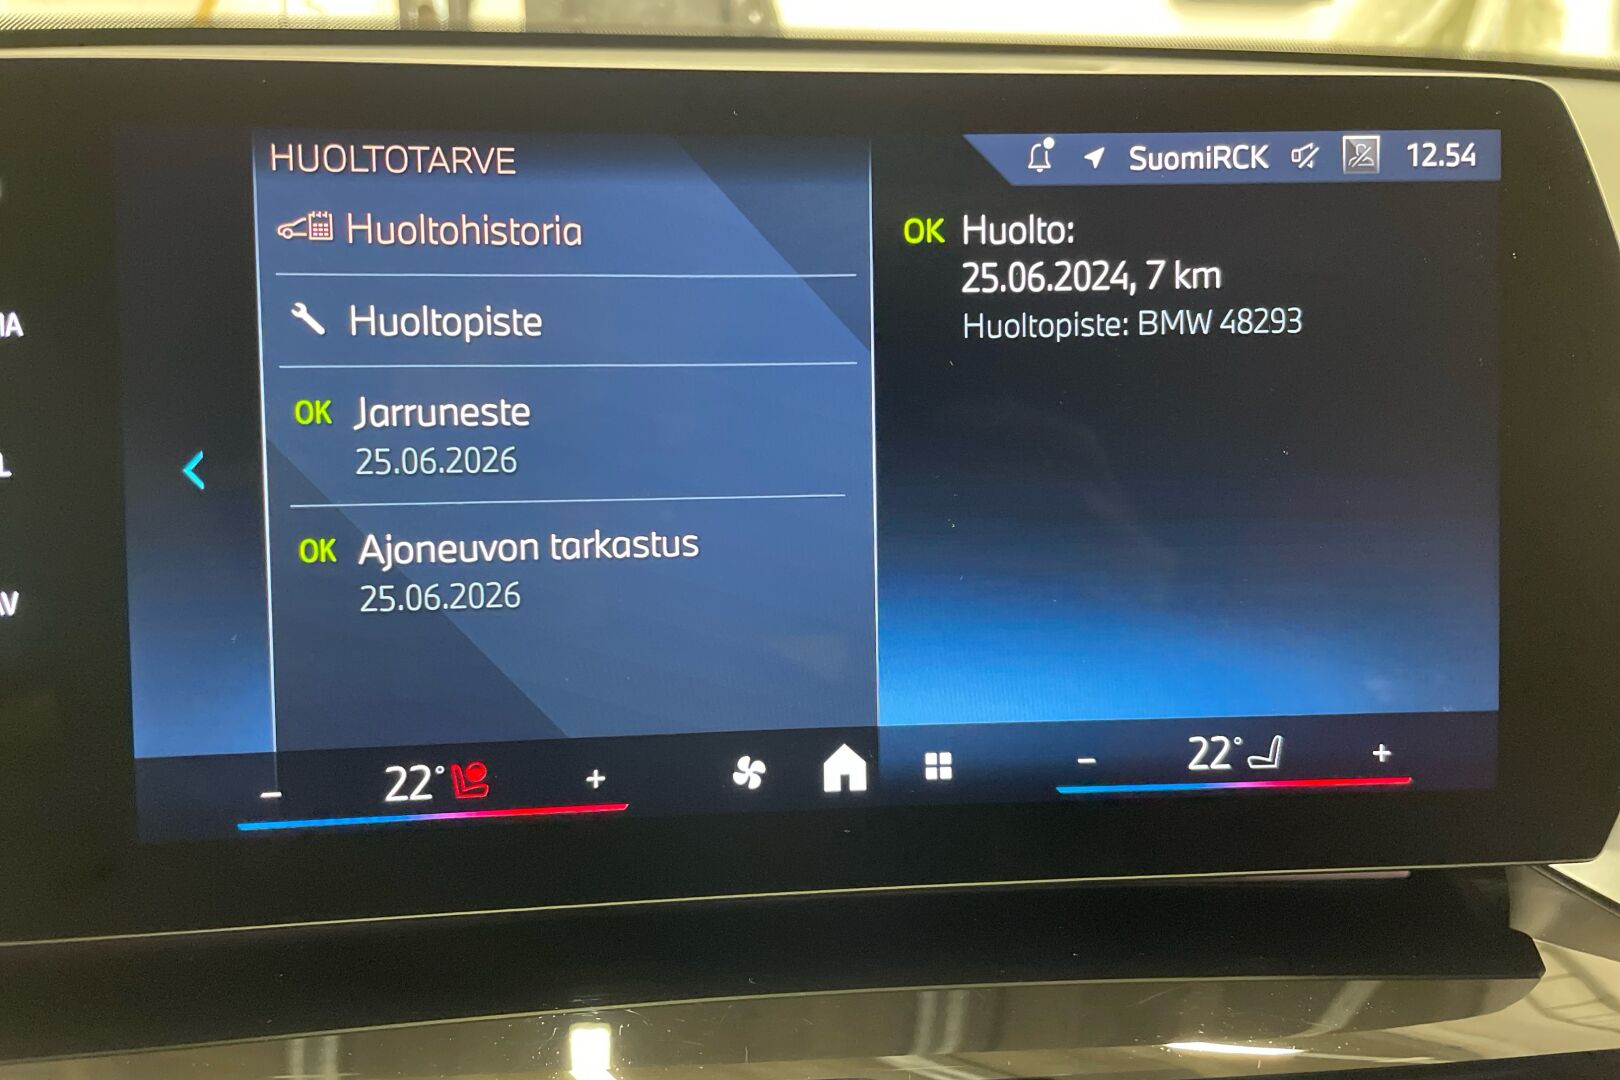 HUOLTOTARVE
Huoltohistoria
Huoltopiste
OK Jarruneste
25.06.2026
OK Ajoneuvon tarkastus
25.06.2026
SuomiRCK 12.54
OK Huolto:
25.06.2024, 7 km
Huoltopiste: BMW 48293
− 22° +
− 22° +